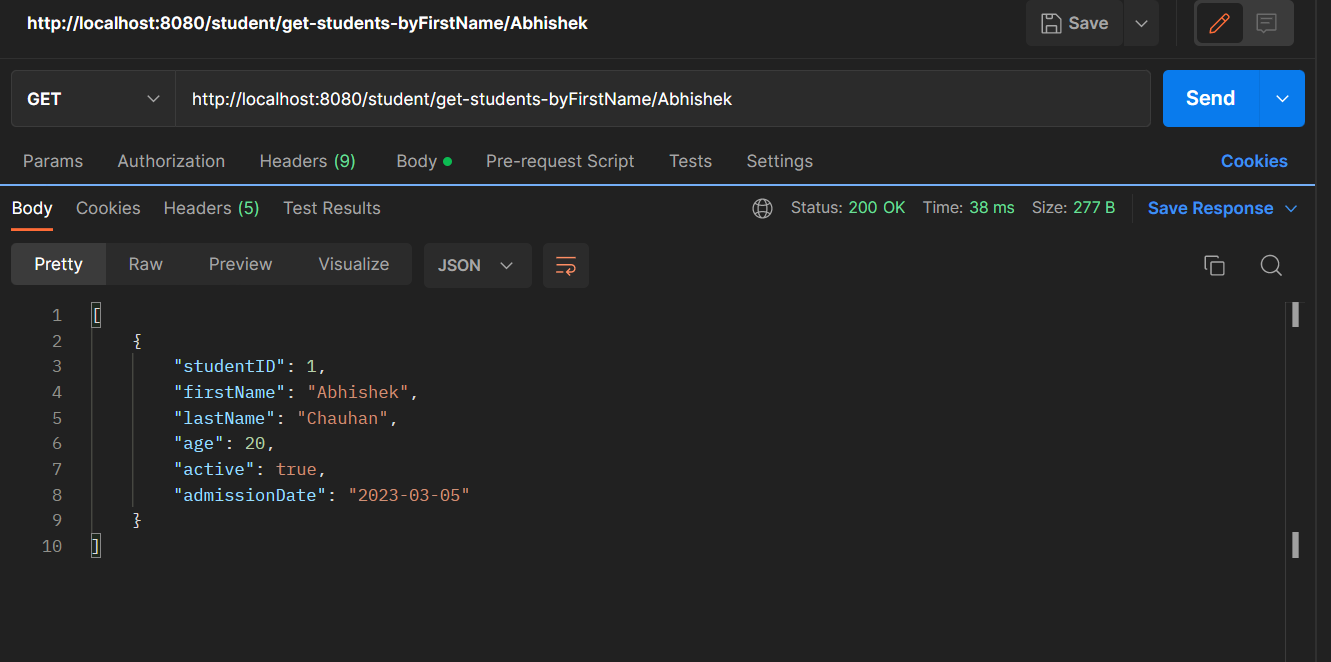 http://localhost:8080/student/get-students-byFirstName/Abhishek Save
GET http://localhost:8080/student/get-students-byFirstName/Abhishek Send
Params Authorization Headers (9) Body Pre-request Script Tests Settings Cookies
Body Cookies Headers (5) Test Results Status: 200 OK Time: 38 ms Size: 277 B Save Response
Pretty Raw Preview Visualize JSON
1 [
2 {
3 "studentID": 1,
4 "firstName": "Abhishek",
5 "lastName": "Chauhan",
6 "age": 20,
7 "active": true,
8 "admissionDate": "2023-03-05"
9 }
10 ]